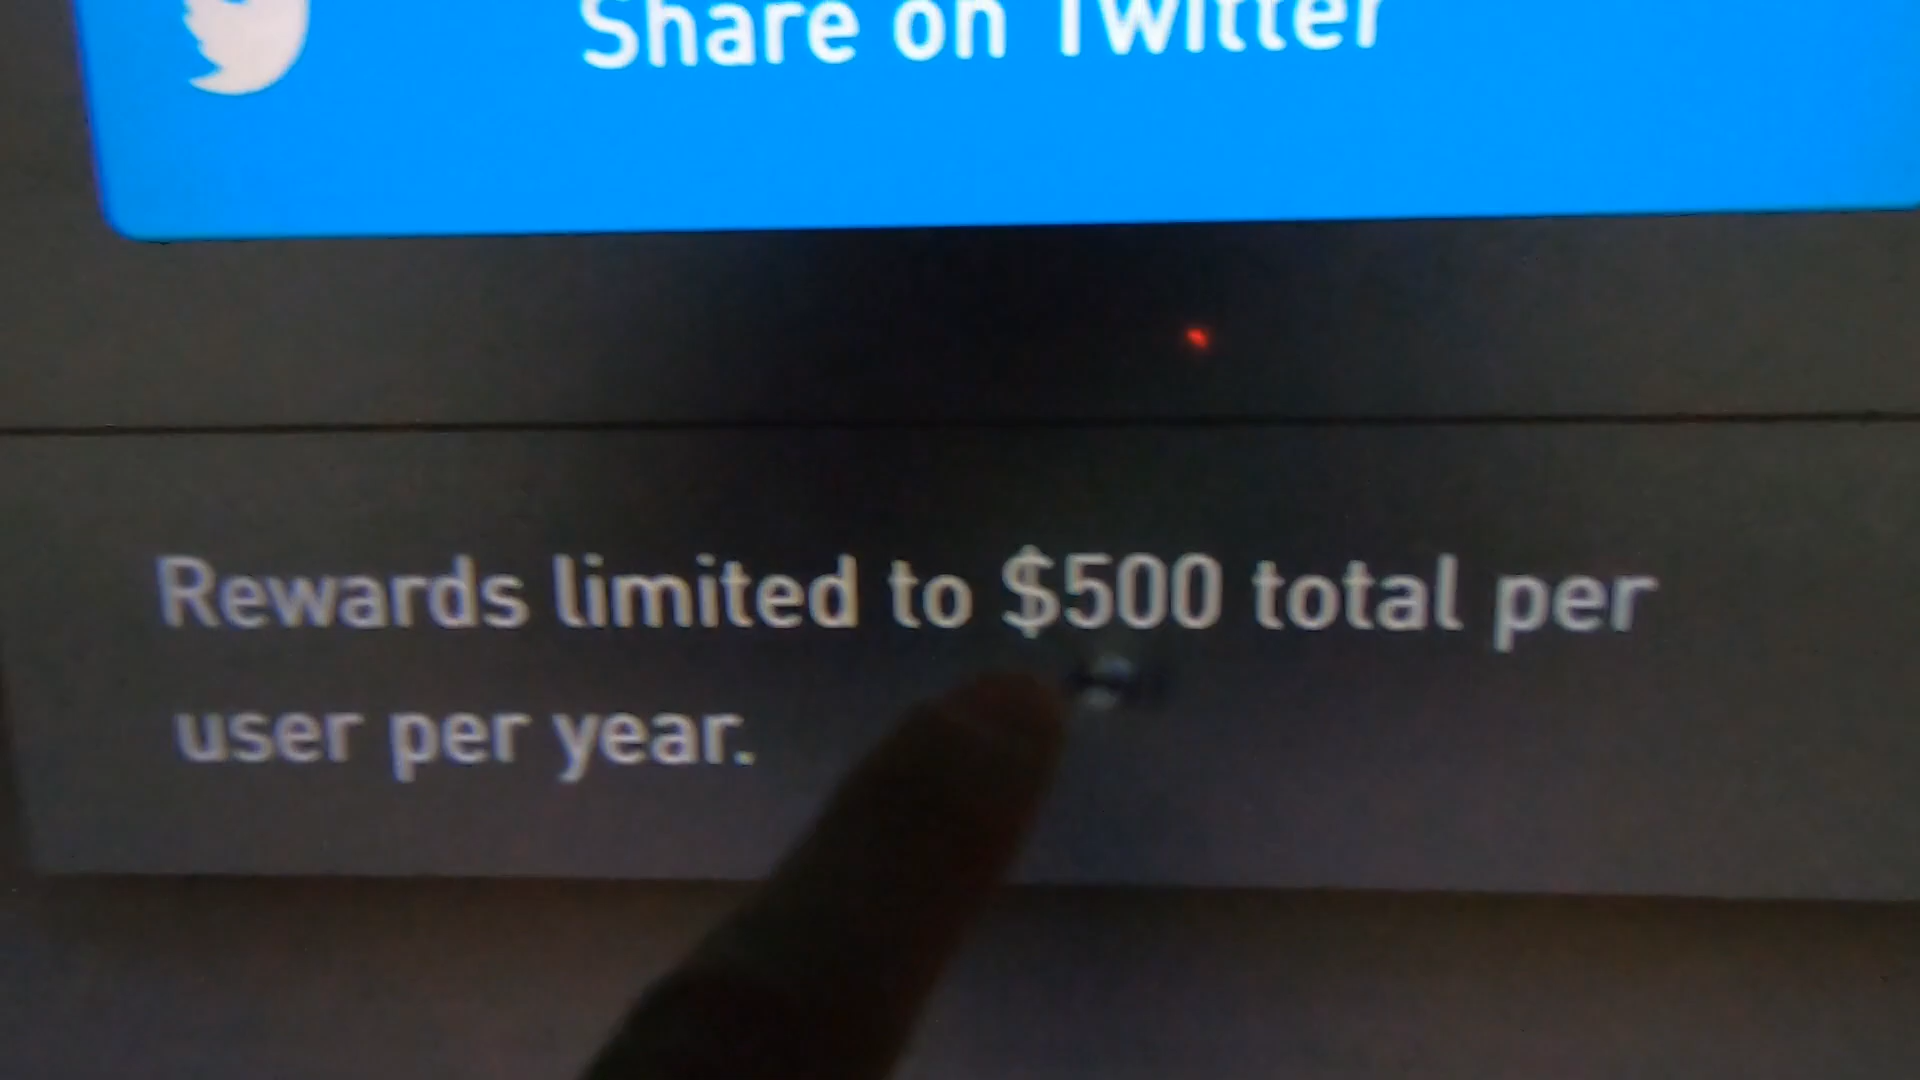 Share on Twitter
Rewards limited to $500 total per
user per year.